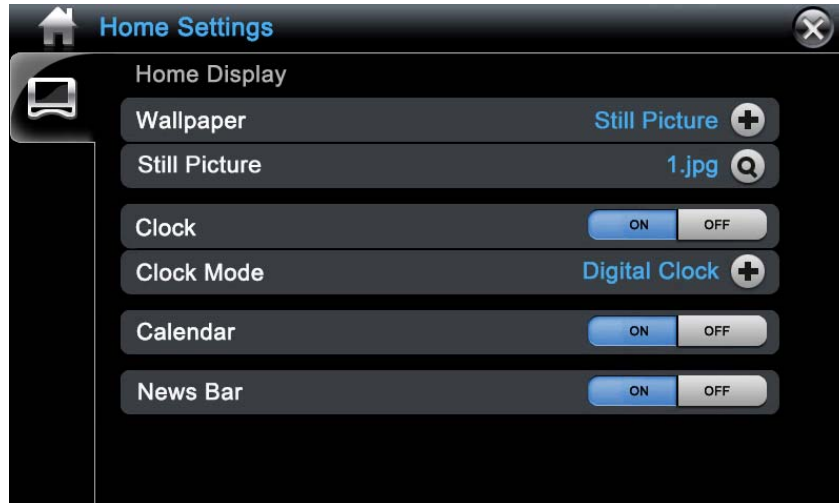 Home Settings
Home Display
Wallpaper Still Picture
Still Picture 1.jpg
Clock ON OFF
Clock Mode Digital Clock
Calendar ON OFF
News Bar ON OFF